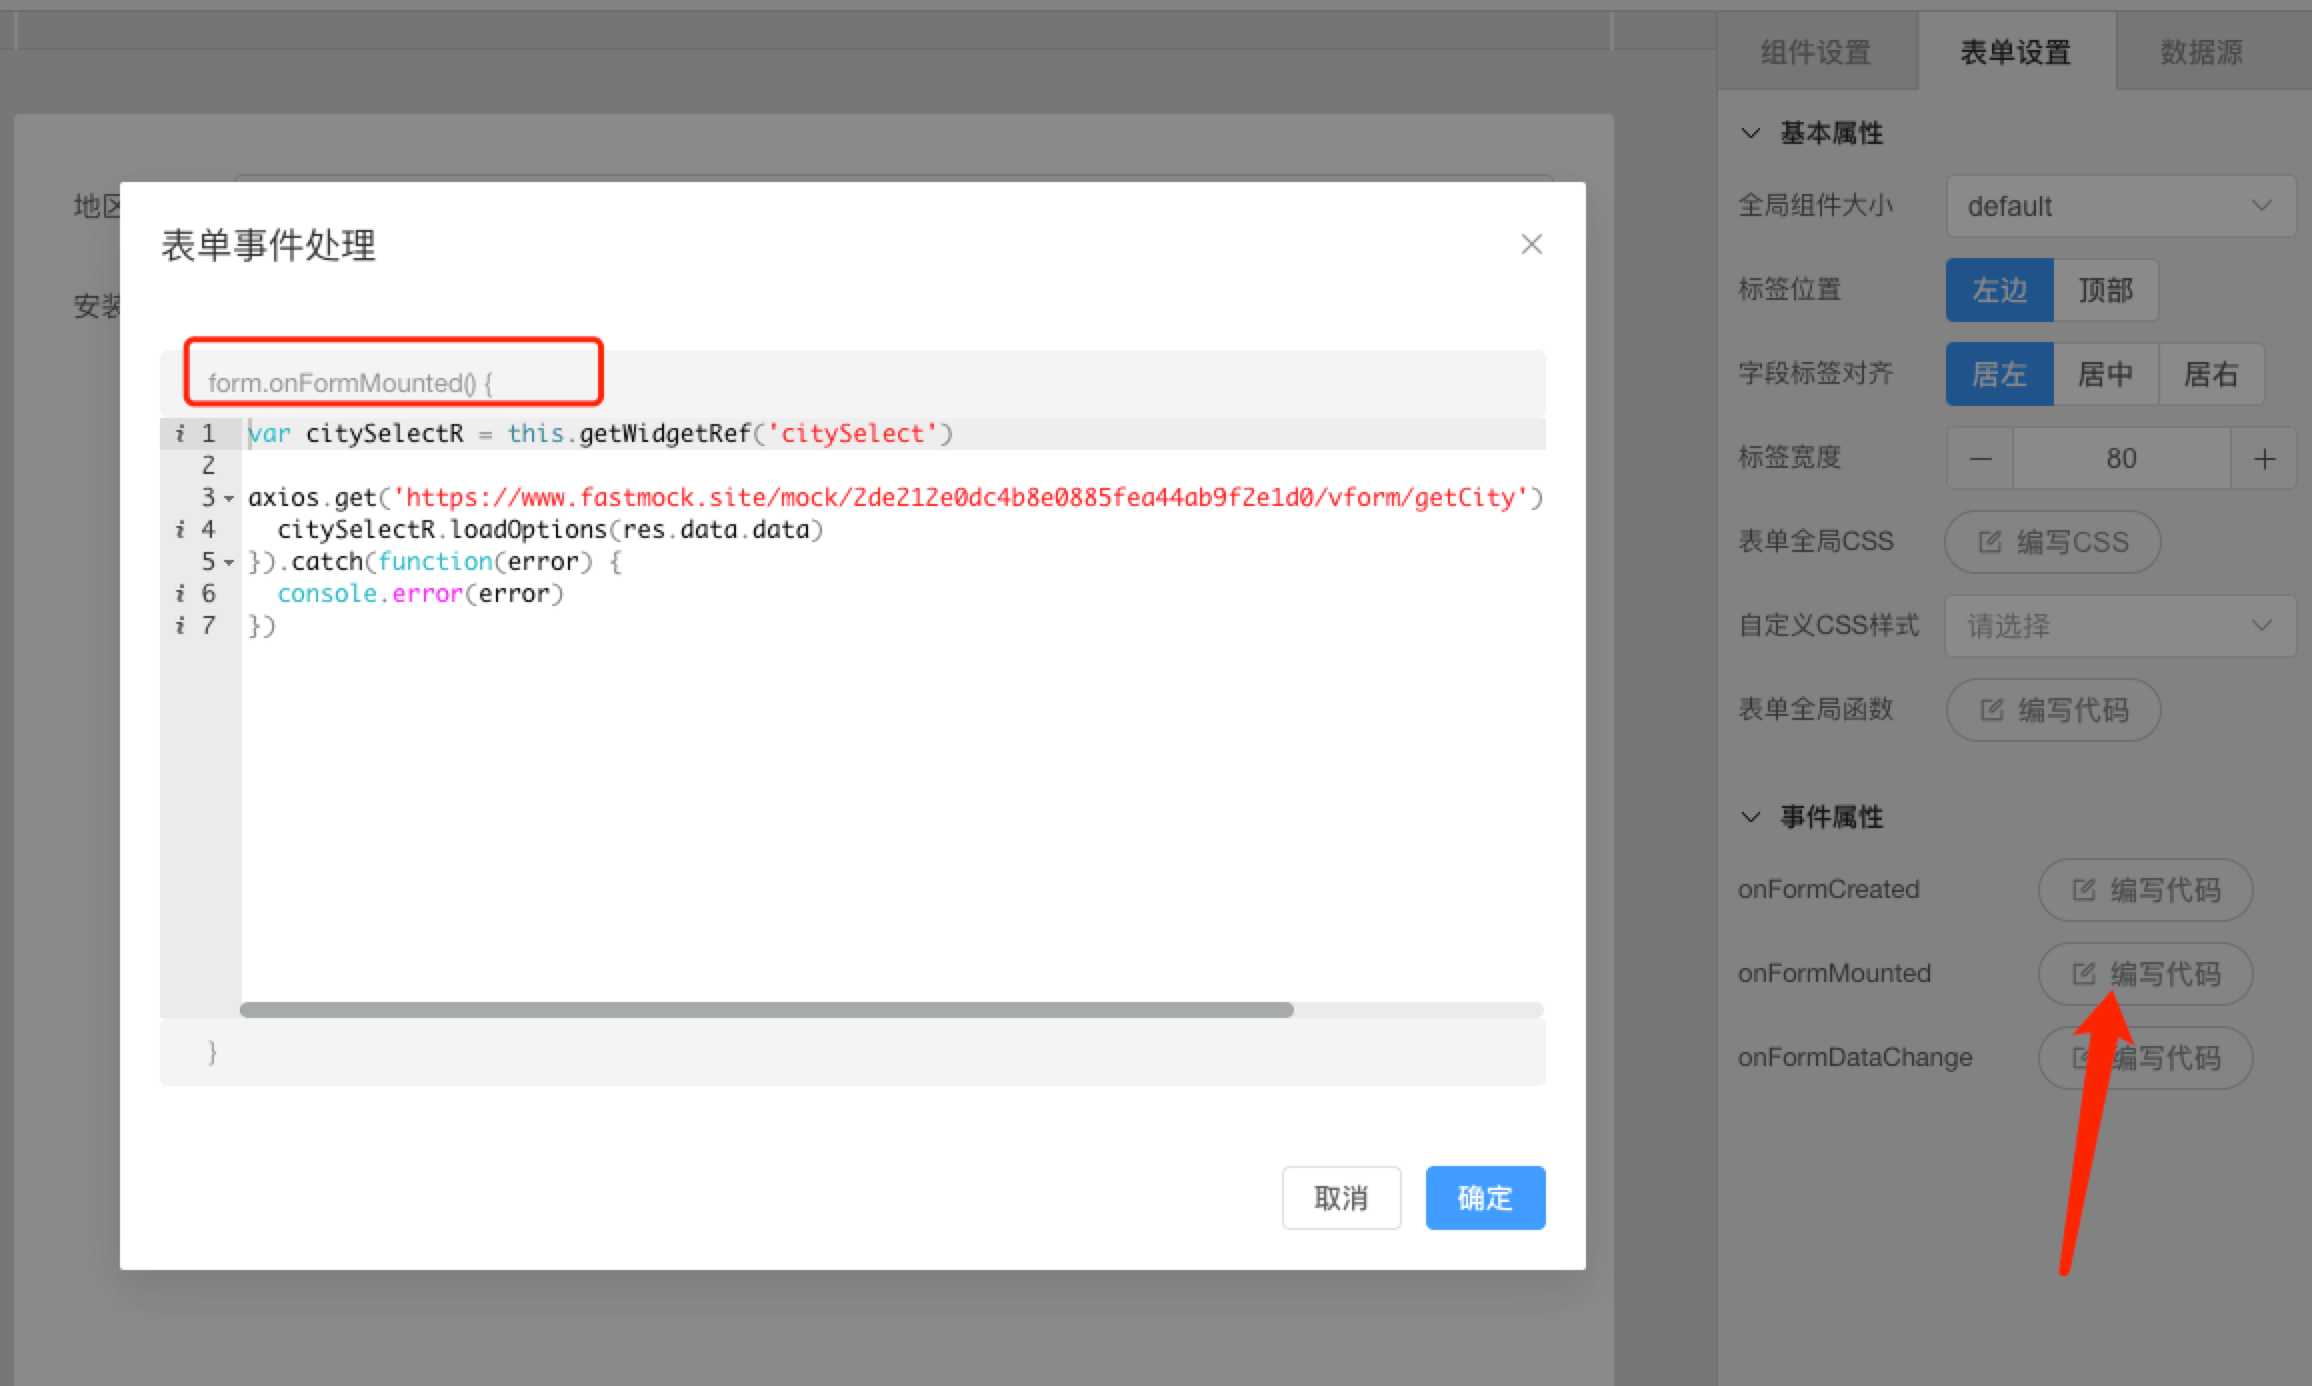 组件设置
表单设置
数据源
基本属性
全局组件大小
default
标签位置
左边
顶部
字段标签对齐
居左
居中
居右
标签宽度
80
表单全局CSS
编写CSS
自定义CSS样式
请选择
表单全局函数
编写代码
事件属性
onFormCreated
编写代码
onFormMounted
编写代码
onFormDataChange
编写代码
地区
安装
表单事件处理
form.onFormMounted() {
i 1 var citySelectR = this.getWidgetRef('citySelect')
2
3 axios.get('https://www.fastmock.site/mock/2de212e0dc4b8e0885fea44ab9f2e1d0/vform/getCity')
i 4 citySelectR.loadOptions(res.data.data)
5 }).catch(function(error) {
i 6 console.error(error)
i 7 })
}
取消
确定